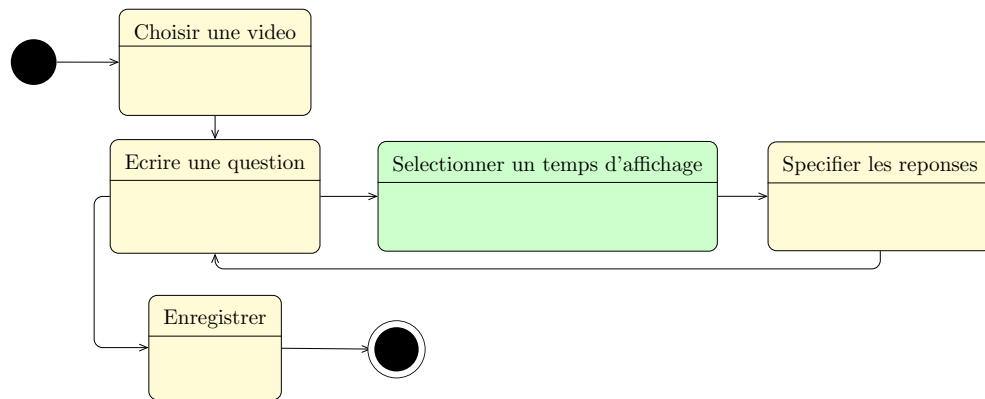 Choisir une video
Ecrire une question
Selectionner un temps d'affichage
Specifier les reponses
Enregistrer